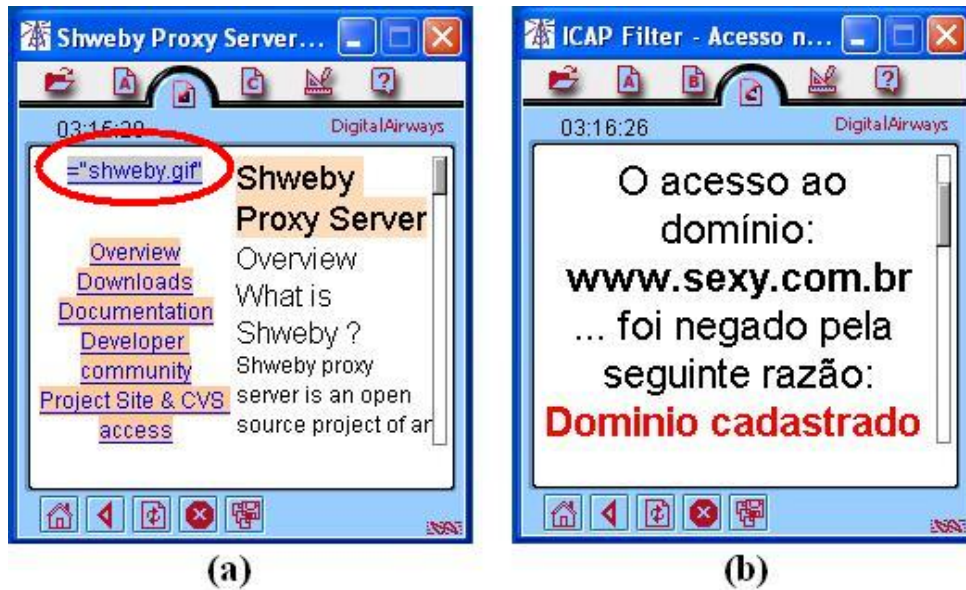 Shweby Proxy Server...
A
C
?
03:16:20
DigitalAirways
="shweby.gif"
Overview
Downloads
Documentation
Developer
community
Project Site & CVS
access
Shweby
Proxy Server
Overview
What is
Shweby ?
Shweby proxy
server is an open
source project of an
(a)
ICAP Filter - Acesso n...
A
B
?
03:16:26
DigitalAirways
O acesso ao
domínio:
www.sexy.com.br
... foi negado pela
seguinte razão:
Dominio cadastrado
(b)